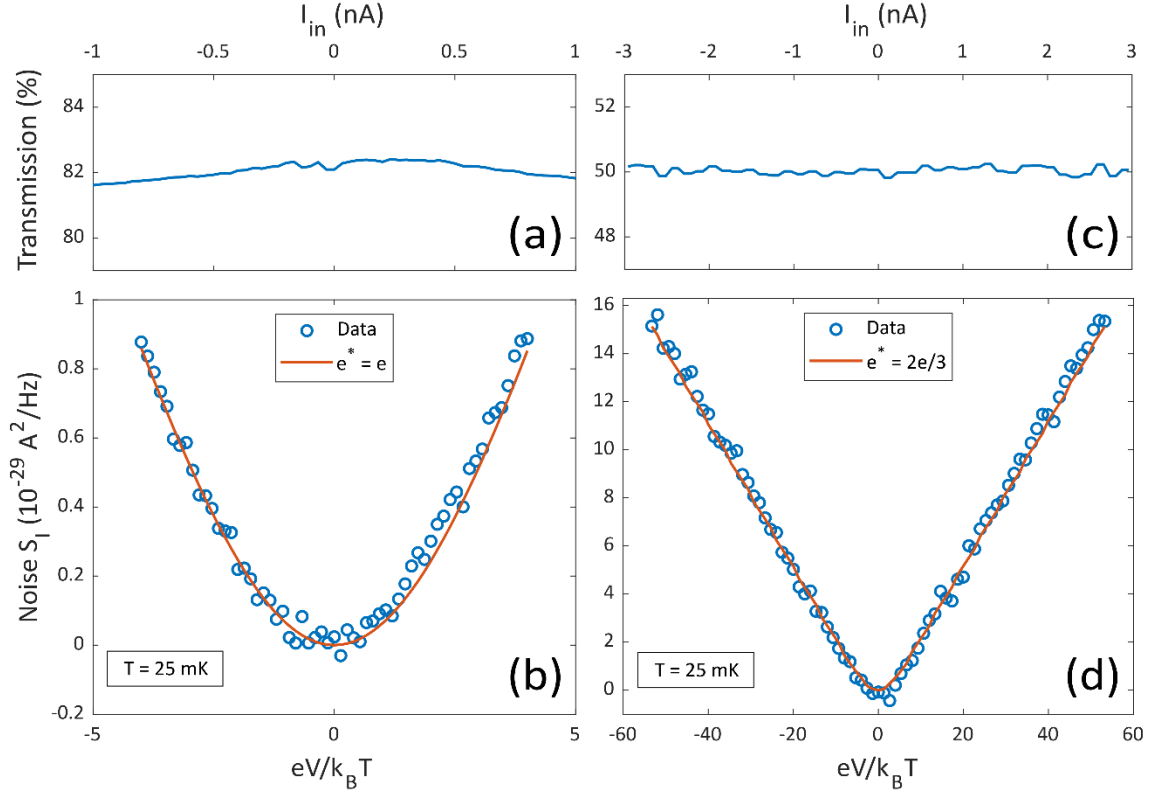 I_in (nA)
-1 -0.5 0 0.5 1
Transmission (%)
84
82
80
(a)
I_in (nA)
-3 -2 -1 0 1 2 3
52
50
48
(c)
Noise S_I (10^-29 A^2/Hz)
1
0.8
0.6
0.4
0.2
0
-0.2
Data
e^* = e
T = 25 mK
(b)
-5 0 5
eV/k_BT
16
14
12
10
8
6
4
2
0
Data
e^* = 2e/3
T = 25 mK
(d)
-60 -40 -20 0 20 40 60
eV/k_BT